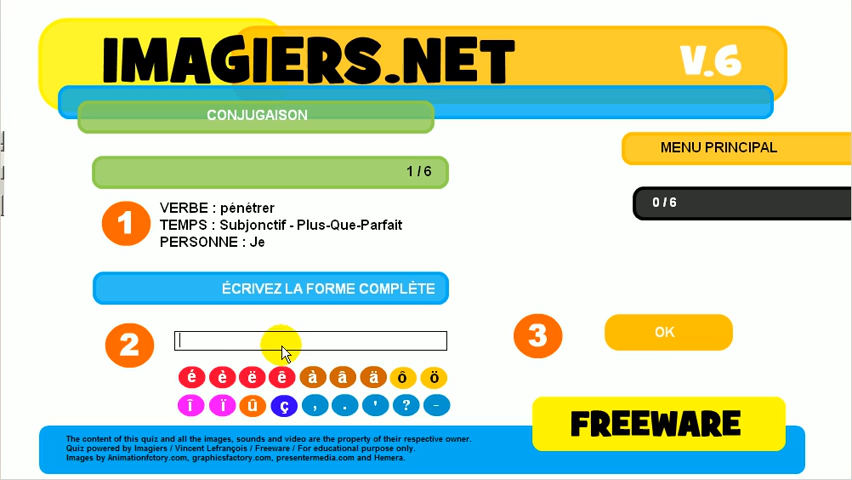 IMAGIERS.NET
V.6
CONJUGAISON
MENU PRINCIPAL
1 / 6
0 / 6
1
VERBE : pénétrer
TEMPS : Subjonctif - Plus-Que-Parfait
PERSONNE : Je
ÉCRIVEZ LA FORME COMPLÈTE
2
3
OK
é è ë ê à â ä ô ö
î ï û ç , . ' ? -
FREEWARE
The content of this quiz and all the images, sounds and video are the property of their respective owner.
Quiz powered by Imagiers / Vincent Lefrançois / Freeware / For educational purpose only.
Images by Animationfctory.com, graphicsfactory.com, presentermedia.com and Hemera.